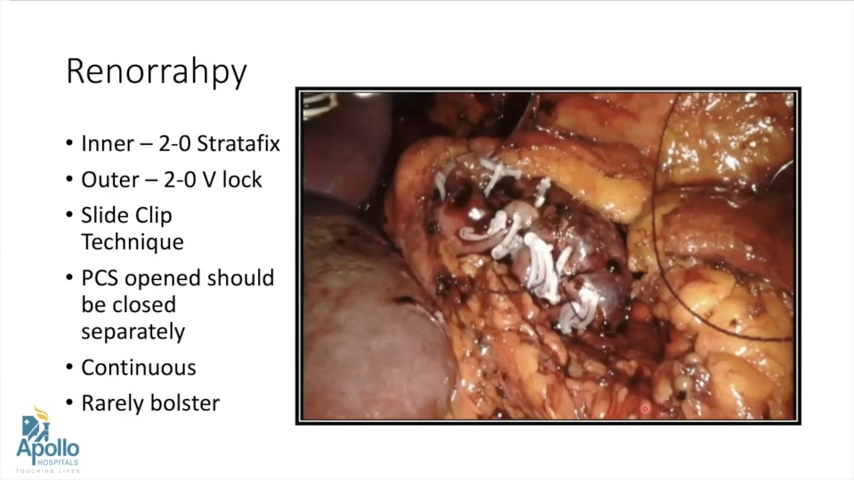 Renorrahpy
• Inner – 2-0 Stratafix
• Outer – 2-0 V lock
• Slide Clip
Technique
• PCS opened should
be closed
separately
• Continuous
• Rarely bolster
Apollo
HOSPITALS
TOUCHING LIVES